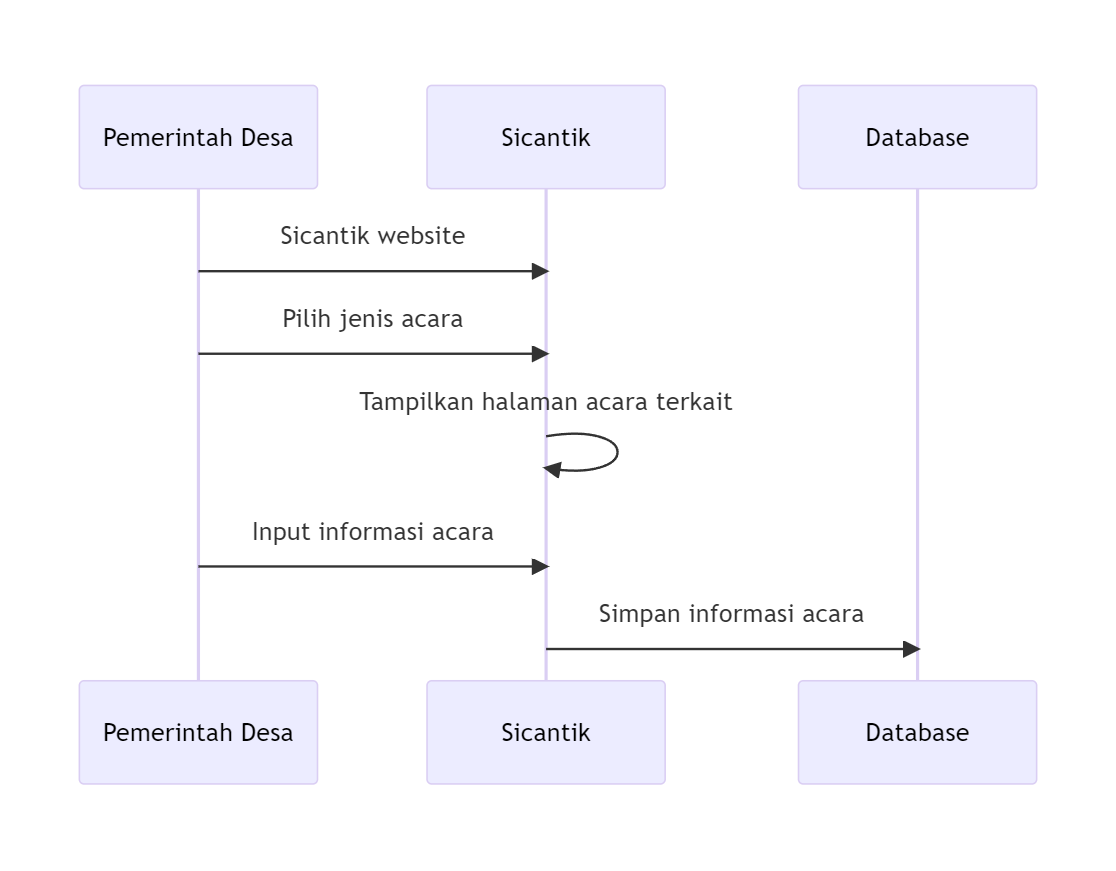 Pemerintah Desa
Sicantik
Database
Sicantik website
Pilih jenis acara
Tampilkan halaman acara terkait
Input informasi acara
Simpan informasi acara
Pemerintah Desa
Sicantik
Database